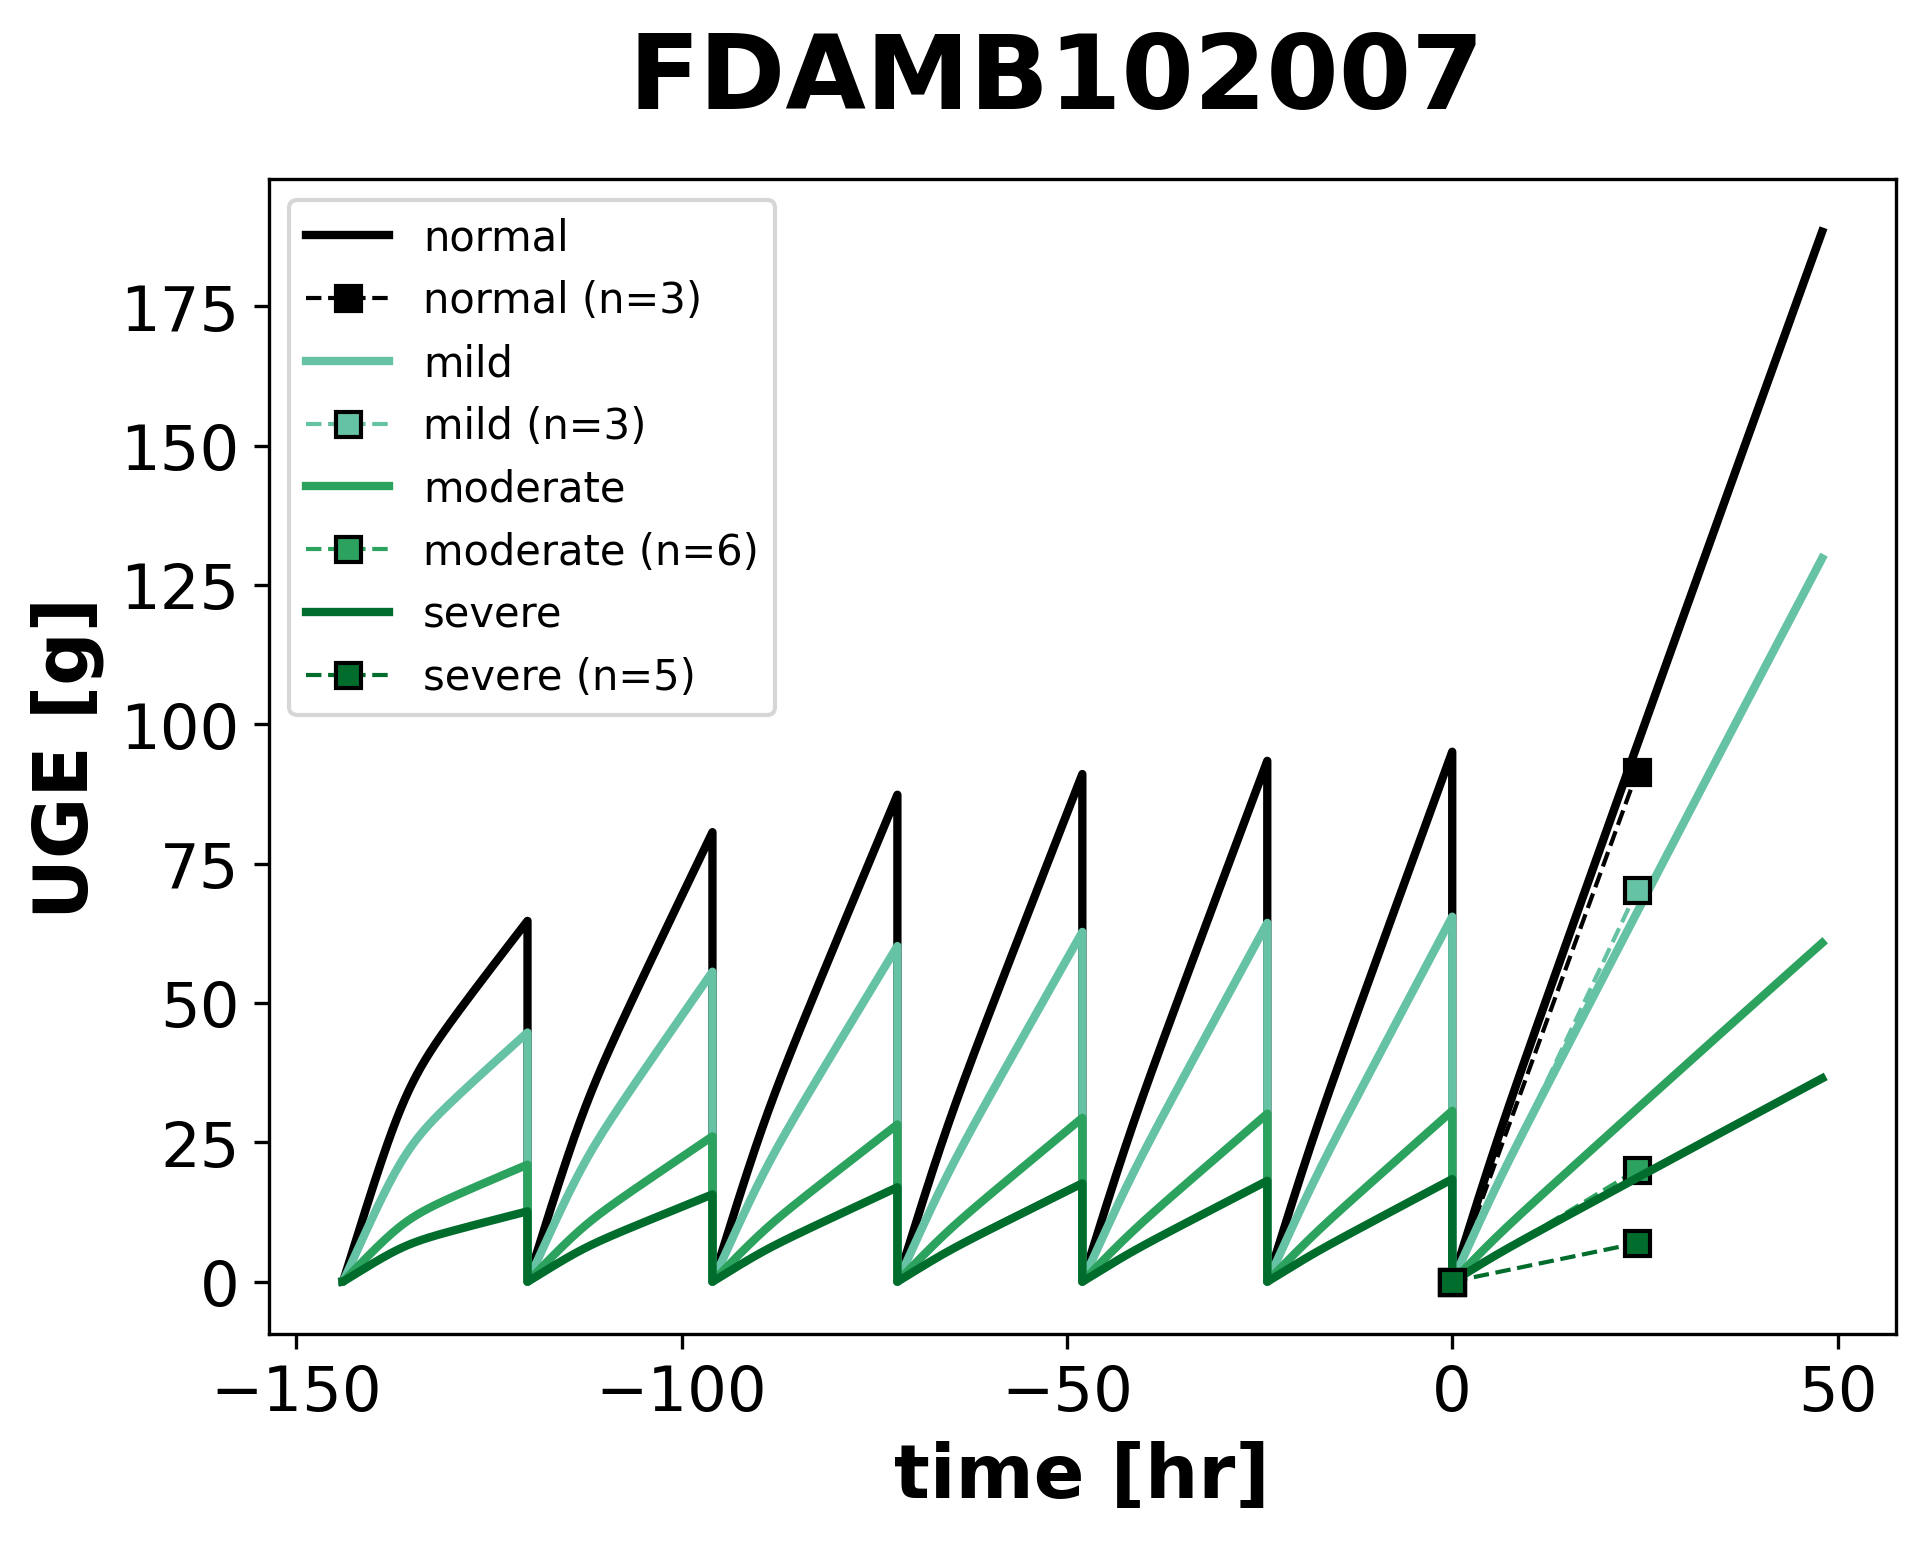 FDAMB102007
normal
normal (n=3)
mild
mild (n=3)
moderate
moderate (n=6)
severe
severe (n=5)
UGE [g]
175
150
125
100
75
50
25
0
−150
−100
−50
0
50
time [hr]